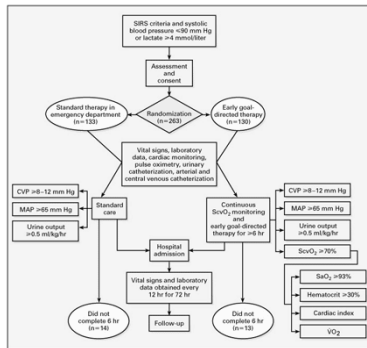 SIRS criteria and systolic
blood pressure ≤90 mm Hg
or lactate ≥4 mmol/liter
Assessment
and
consent
Standard therapy in
emergency department
(n=133)
Randomization
(n=263)
Early goal-
directed therapy
(n=130)
Vital signs, laboratory
data, cardiac monitoring,
pulse oximetry, urinary
catheterization, arterial and
central venous catheterization
CVP ≥8–12 mm Hg
MAP ≥65 mm Hg
Urine output
≥0.5 ml/kg/hr
Standard
care
Continuous
ScvO2 monitoring
and
early goal-directed
therapy for ≥6 hr
CVP ≥8–12 mm Hg
MAP ≥65 mm Hg
Urine output
≥0.5 ml/kg/hr
ScvO2 ≥70%
Hospital
admission
SaO2 ≥93%
Hematocrit ≥30%
Cardiac index
VO2
Vital signs and laboratory
data obtained every
12 hr for 72 hr
Did not
complete 6 hr
(n=14)
Follow-up
Did not
complete 6 hr
(n=13)